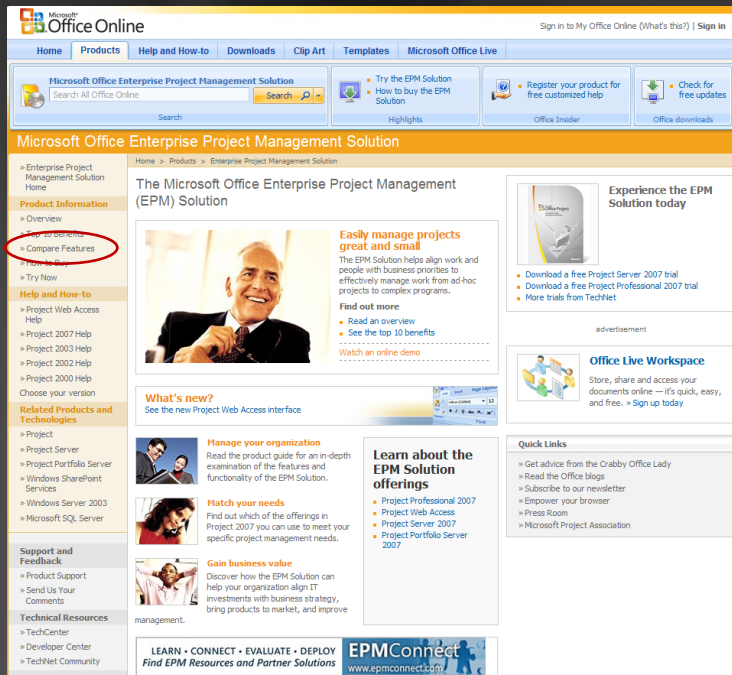 Microsoft®
Office Online
Sign in to My Office Online (What's this?) | Sign in
Home
Products
Help and How-to
Downloads
Clip Art
Templates
Microsoft Office Live
Microsoft Office Enterprise Project Management Solution
Search All Office Online
Search
Search
Try the EPM Solution
How to buy the EPM
Solution
Highlights
Register your product for
free customized help
Office Insider
Check for
free updates
Office downloads
Microsoft Office Enterprise Project Management Solution
» Enterprise Project
Management Solution
Home
Product Information
» Overview
» Top 10 Benefits
» Compare Features
» How to Buy
» Try Now
Help and How-to
» Project Web Access
Help
» Project 2007 Help
» Project 2003 Help
» Project 2002 Help
» Project 2000 Help
Choose your version
Related Products and
Technologies
» Project
» Project Server
» Project Portfolio Server
» Windows SharePoint
Services
» Windows Server 2003
» Microsoft SQL Server
Support and
Feedback
» Product Support
» Send Us Your
Comments
Technical Resources
» TechCenter
» Developer Center
» TechNet Community
Home > Products > Enterprise Project Management Solution
The Microsoft Office Enterprise Project Management
(EPM) Solution
Easily manage projects
great and small
The EPM Solution helps align work and
people with business priorities to
effectively manage work from ad-hoc
projects to complex programs.
Find out more
Read an overview
See the top 10 benefits
Watch an online demo
What's new?
See the new Project Web Access interface
Manage your organization
Read the product guide for an in-depth
examination of the features and
functionality of the EPM Solution.
Match your needs
Find out which of the offerings in
Project 2007 you can use to meet your
specific project management needs.
Gain business value
Discover how the EPM Solution can
help your organization align IT
investments with business strategy,
bring products to market, and improve
management.
Learn about the
EPM Solution
offerings
Project Professional 2007
Project Web Access
Project Server 2007
Project Portfolio Server
2007
LEARN • CONNECT • EVALUATE • DEPLOY
Find EPM Resources and Partner Solutions
EPMConnect
www.epmconnect.com
Experience the EPM
Solution today
Office Project
Download a free Project Server 2007 trial
Download a free Project Professional 2007 trial
More trials from TechNet
advertisement
Office Live Workspace
Store, share and access your
documents online — it's quick, easy,
and free. » Sign up today
Quick Links
» Get advice from the Crabby Office Lady
» Read the Office blogs
» Subscribe to our newsletter
» Empower your browser
» Press Room
» Microsoft Project Association